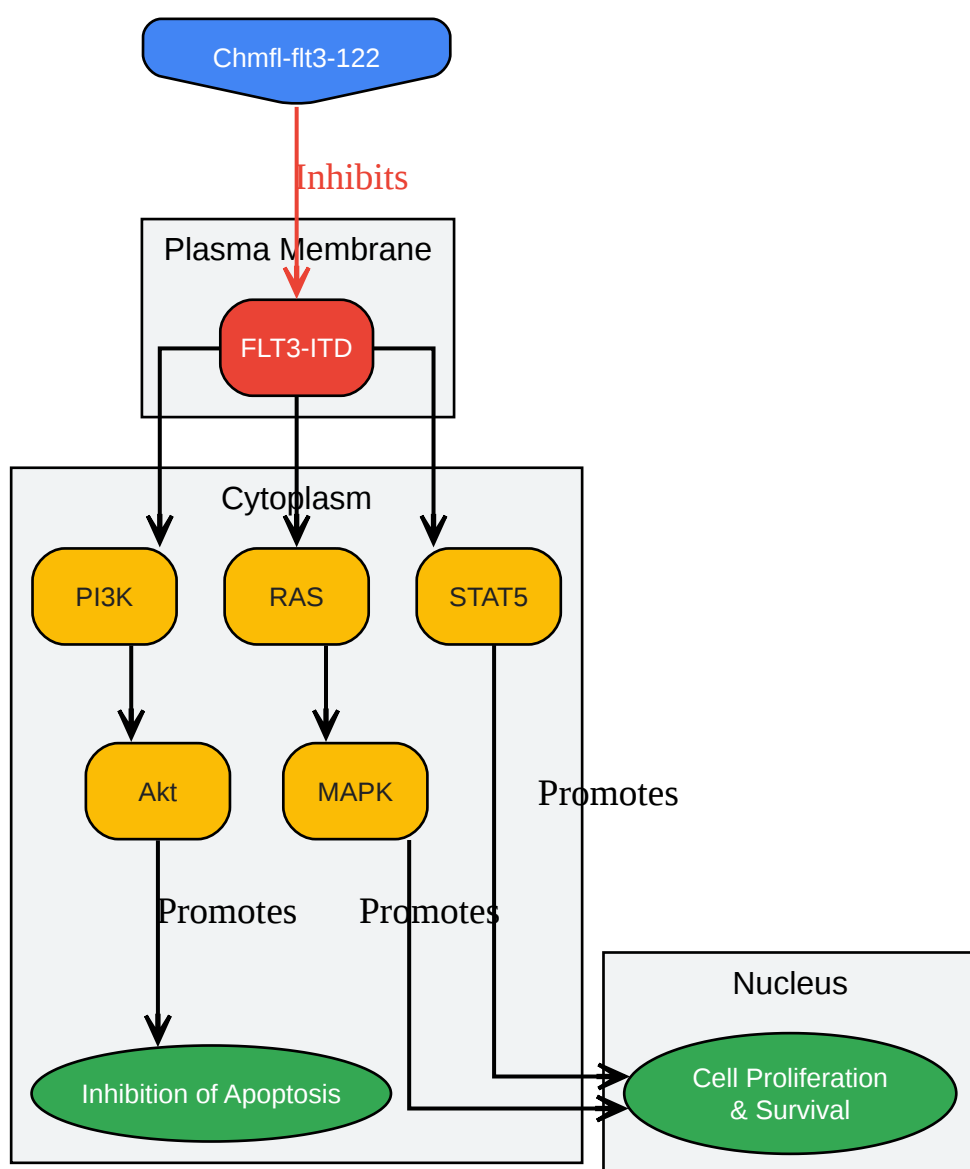 Chmfl-flt3-122
Inhibits
Plasma Membrane
FLT3-ITD
Cytoplasm
PI3K
RAS
STAT5
Akt
MAPK
Promotes
Promotes
Promotes
Nucleus
Inhibition of Apoptosis
Cell Proliferation
& Survival